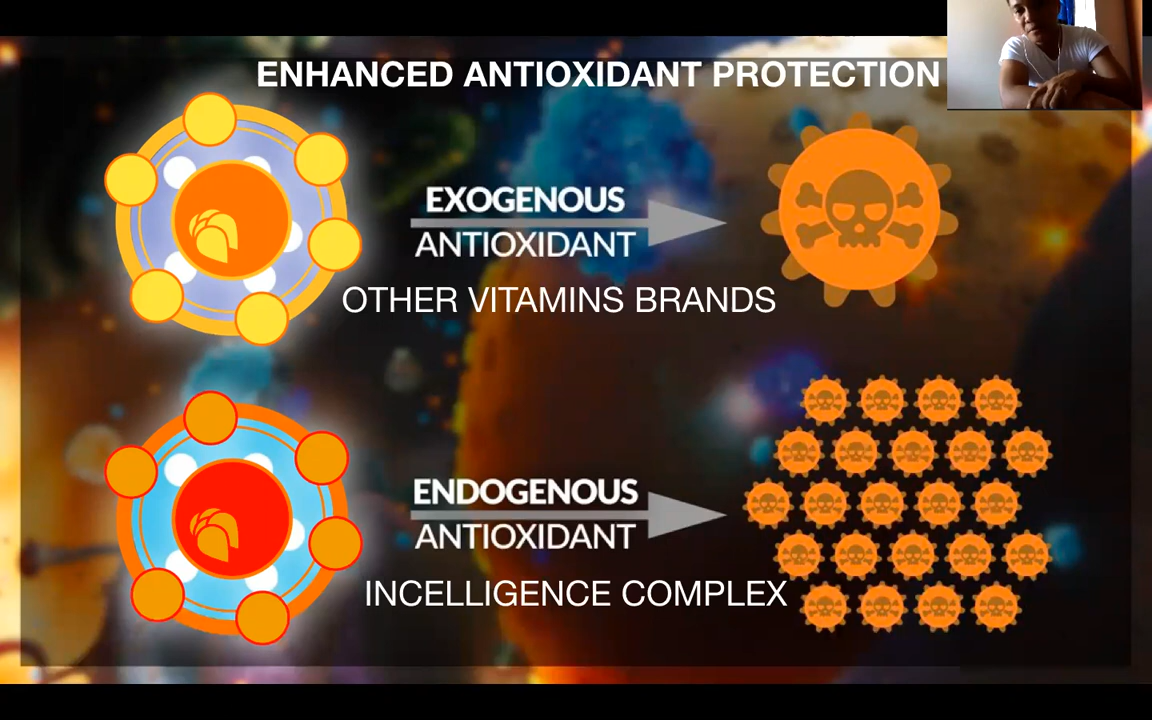 ENHANCED ANTIOXIDANT PROTECTION
EXOGENOUS
ANTIOXIDANT
OTHER VITAMINS BRANDS
ENDOGENOUS
ANTIOXIDANT
INCELLIGENCE COMPLEX